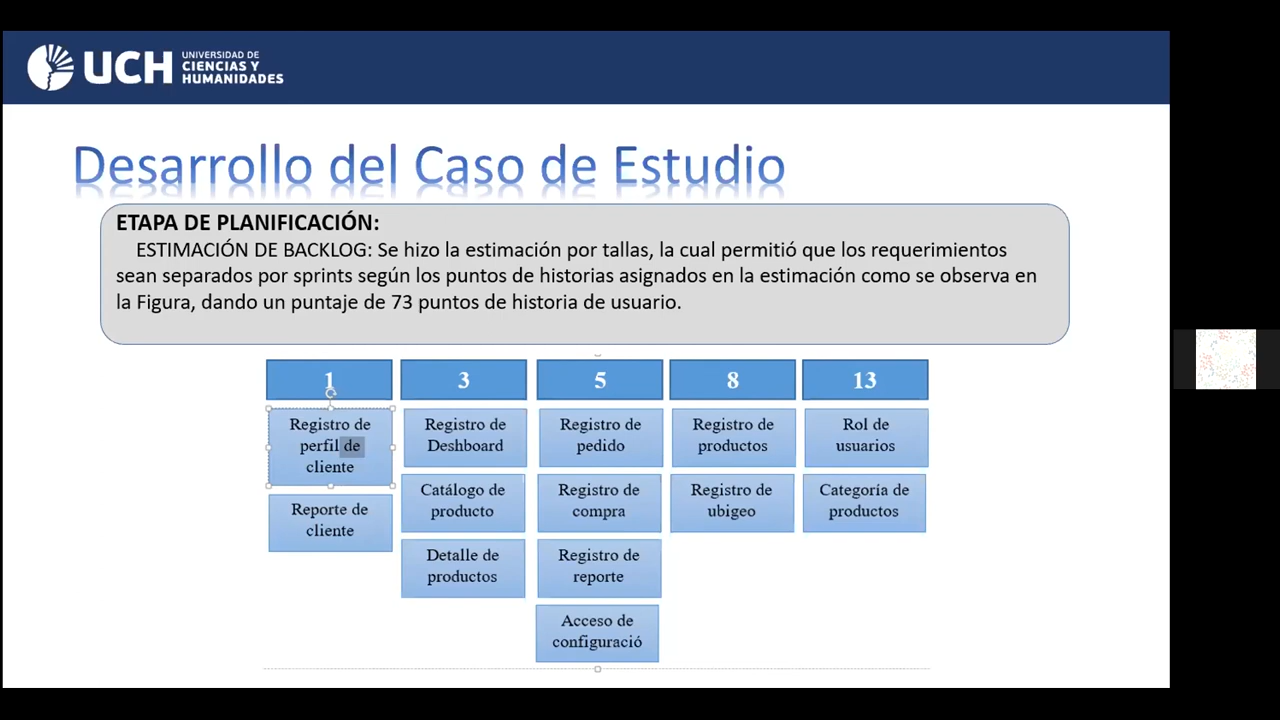 UCH
UNIVERSIDAD DE
CIENCIAS Y
HUMANIDADES
Desarrollo del Caso de Estudio
ETAPA DE PLANIFICACIÓN:
ESTIMACIÓN DE BACKLOG: Se hizo la estimación por tallas, la cual permitió que los requerimientos
sean separados por sprints según los puntos de historias asignados en la estimación como se observa en
la Figura, dando un puntaje de 73 puntos de historia de usuario.
1
3
5
8
13
Registro de
perfil de
cliente
Registro de
Deshboard
Registro de
pedido
Registro de
productos
Rol de
usuarios
Reporte de
cliente
Catálogo de
producto
Registro de
compra
Registro de
ubigeo
Categoría de
productos
Detalle de
productos
Registro de
reporte
Acceso de
configuració